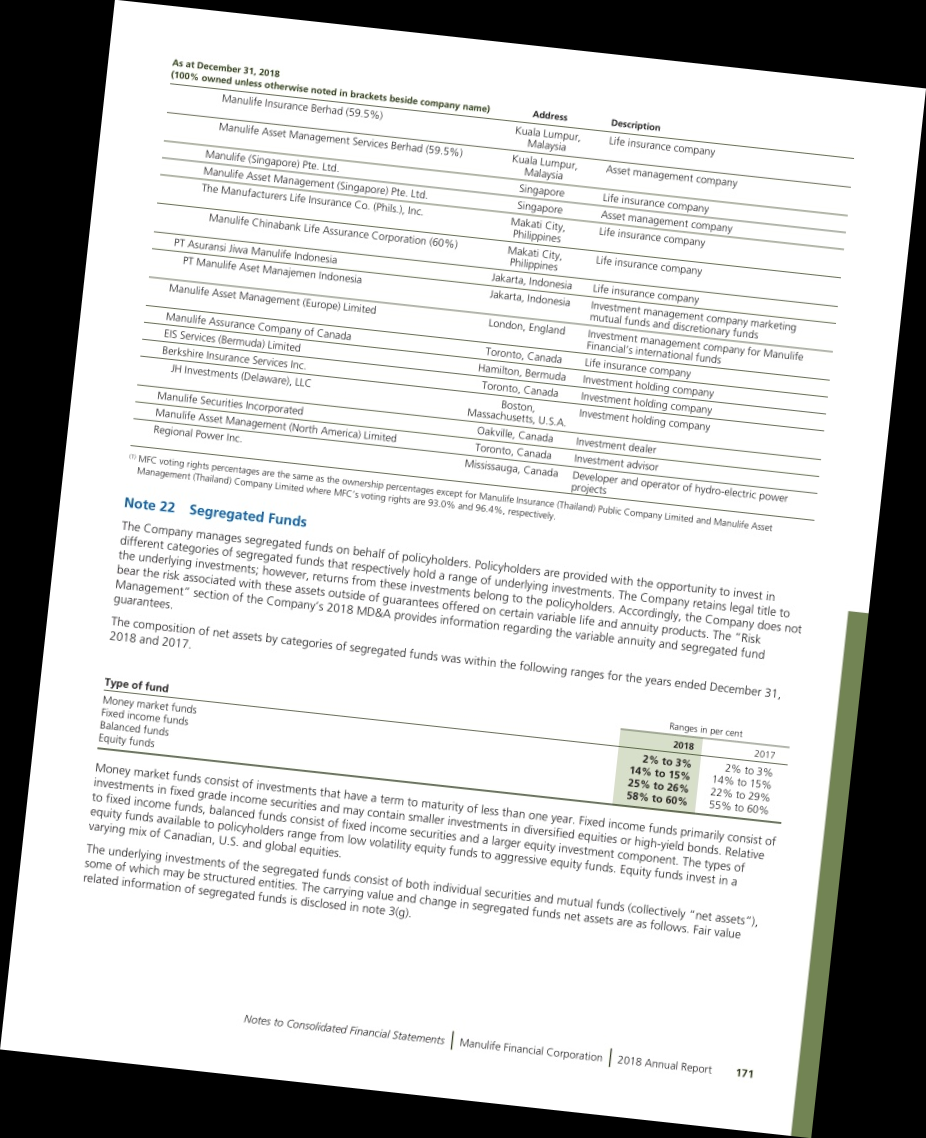 As at December 31, 2018
(100% owned unless otherwise noted in brackets beside company name) Address Description
Manulife Insurance Berhad (59.5%) Kuala Lumpur, Life insurance company
Malaysia
Manulife Asset Management Services Berhad (59.5%) Kuala Lumpur, Asset management company
Malaysia
Manulife (Singapore) Pte. Ltd. Singapore Life insurance company
Manulife Asset Management (Singapore) Pte. Ltd. Singapore Asset management company
The Manufacturers Life Insurance Co. (Phils.), Inc. Makati City, Life insurance company
Philippines
Manulife Chinabank Life Assurance Corporation (60%) Makati City, Life insurance company
Philippines
PT Asuransi Jiwa Manulife Indonesia Jakarta, Indonesia Life insurance company
PT Manulife Aset Manajemen Indonesia Jakarta, Indonesia Investment management company marketing
mutual funds and discretionary funds
Manulife Asset Management (Europe) Limited London, England Investment management company for Manulife
Financial's international funds
Manulife Assurance Company of Canada Toronto, Canada Life insurance company
EIS Services (Bermuda) Limited Hamilton, Bermuda Investment holding company
Berkshire Insurance Services Inc. Toronto, Canada Investment holding company
JH Investments (Delaware), LLC Boston, Investment holding company
Massachusetts, U.S.A.
Manulife Securities Incorporated Oakville, Canada Investment dealer
Manulife Asset Management (North America) Limited Toronto, Canada Investment advisor
Regional Power Inc. Mississauga, Canada Developer and operator of hydro-electric power
projects
(1) MFC voting rights percentages are the same as the ownership percentages except for Manulife Insurance (Thailand) Public Company Limited and Manulife Asset
Management (Thailand) Company Limited where MFC's voting rights are 93.0% and 96.4%, respectively.
Note 22 Segregated Funds
The Company manages segregated funds on behalf of policyholders. Policyholders are provided with the opportunity to invest in
different categories of segregated funds that respectively hold a range of underlying investments. The Company retains legal title to
the underlying investments; however, returns from these investments belong to the policyholders. Accordingly, the Company does not
bear the risk associated with these assets outside of guarantees offered on certain variable life and annuity products. The "Risk
Management" section of the Company's 2018 MD&A provides information regarding the variable annuity and segregated fund
guarantees.
The composition of net assets by categories of segregated funds was within the following ranges for the years ended December 31,
2018 and 2017.
Ranges in per cent
Type of fund 2018 2017
Money market funds 2% to 3% 2% to 3%
Fixed income funds 14% to 15% 14% to 15%
Balanced funds 25% to 26% 22% to 29%
Equity funds 58% to 60% 55% to 60%
Money market funds consist of investments that have a term to maturity of less than one year. Fixed income funds primarily consist of
investments in fixed grade income securities and may contain smaller investments in diversified equities or high-yield bonds. Relative
to fixed income funds, balanced funds consist of fixed income securities and a larger equity investment component. The types of
equity funds available to policyholders range from low volatility equity funds to aggressive equity funds. Equity funds invest in a
varying mix of Canadian, U.S. and global equities.
The underlying investments of the segregated funds consist of both individual securities and mutual funds (collectively "net assets"),
some of which may be structured entities. The carrying value and change in segregated funds net assets are as follows. Fair value
related information of segregated funds is disclosed in note 3(g).
Notes to Consolidated Financial Statements | Manulife Financial Corporation | 2018 Annual Report 171